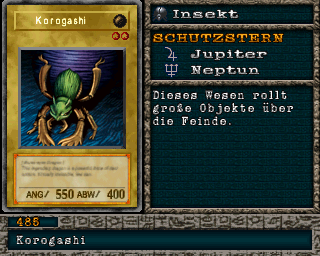 Korogashi
ANG/ 550 ABW/ 400
Insekt
SCHUTZSTERN
Jupiter
Neptun
Dieses Wesen rollt
große Objekte über
die Feinde.
485
Korogashi